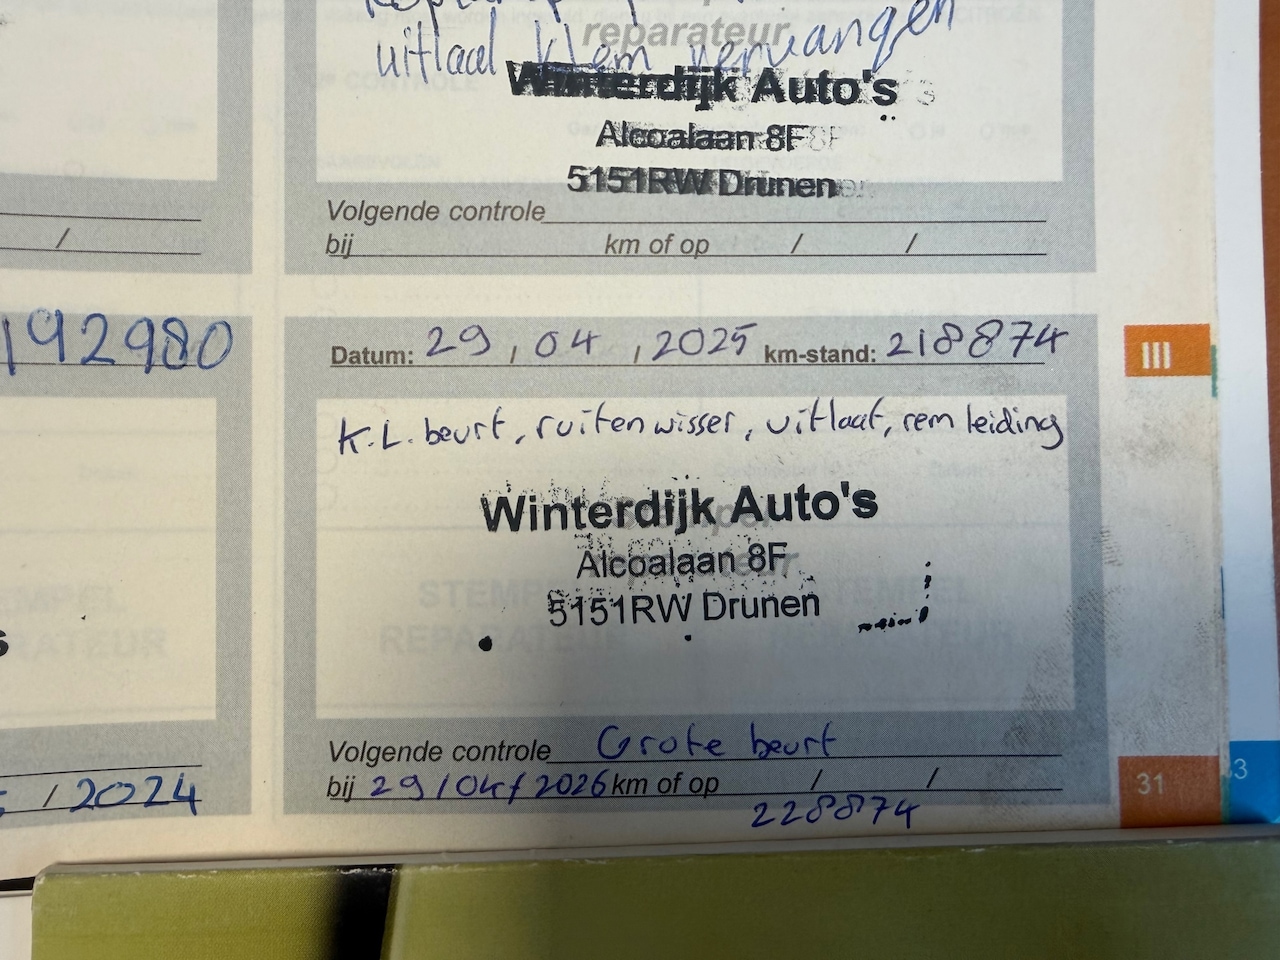 reparateur
uitlaat klem vervangen
Winterdijk Auto's
Alcoalaan 8F
5151RW Drunen
Volgende controle
bij km of op / /
192980
/
/ 2024
Datum: 29 / 04 / 2025 km-stand: 218874
K.L. beurt, ruitenwisser, uitlaat, rem leiding
Winterdijk Auto's
Alcoalaan 8F
5151RW Drunen
Volgende controle Grote beurt
bij 29/04/2026 km of op / /
228874
III
31
3